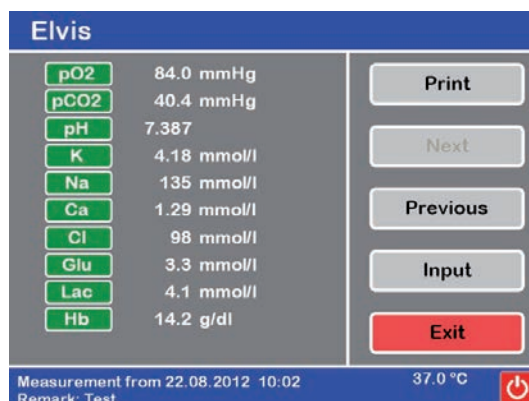 Elvis
pO2 84.0 mmHg
pCO2 40.4 mmHg
pH 7.387
K 4.18 mmol/l
Na 135 mmol/l
Ca 1.29 mmol/l
Cl 98 mmol/l
Glu 3.3 mmol/l
Lac 4.1 mmol/l
Hb 14.2 g/dl
Print
Next
Previous
Input
Exit
Measurement from 22.08.2012 10:02
Remark: Test
37.0 °C